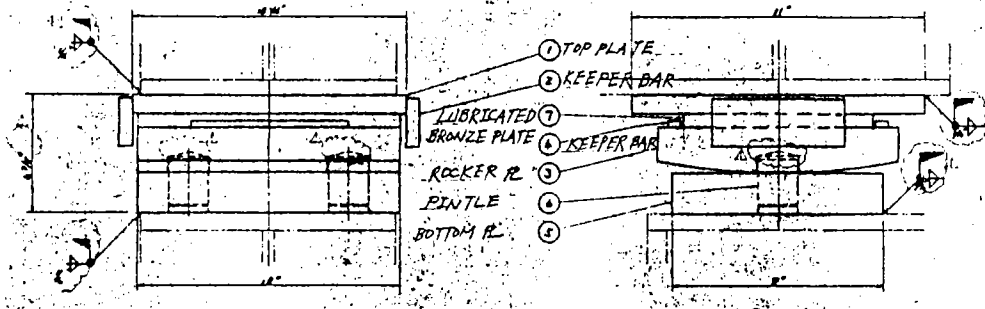 11"
① TOP PLATE
② KEEPER BAR
LUBRICATED ⑦
BRONZE PLATE
④ KEEPER BAR
ROCKER PL ③
PINTLE ⑥
BOTTOM PL ⑤